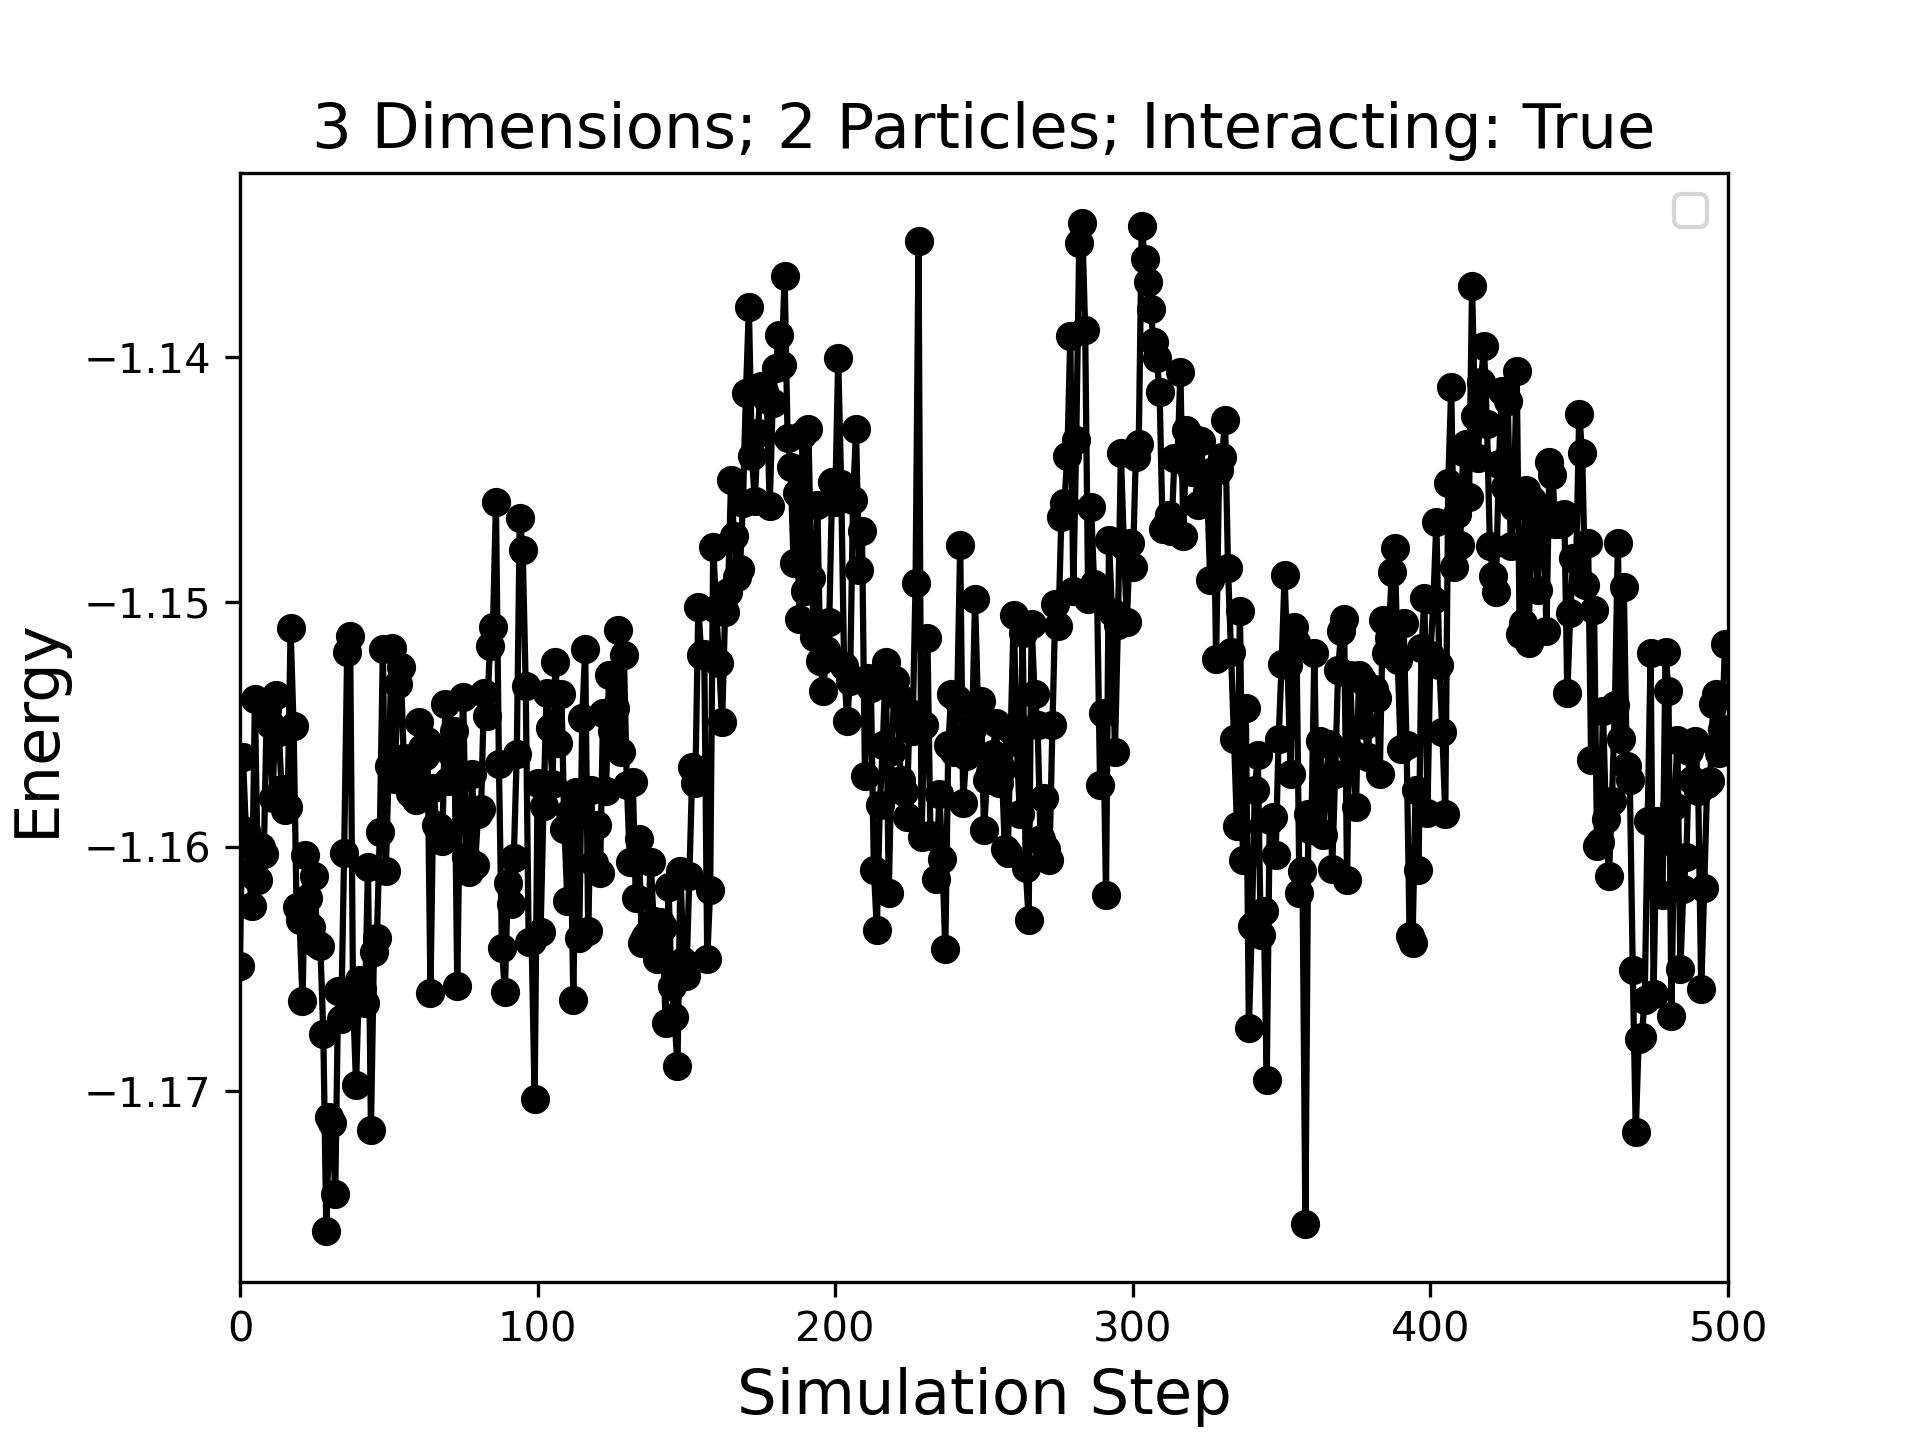 3 Dimensions; 2 Particles; Interacting: True
Energy
−1.14
−1.15
−1.16
−1.17
0 100 200 300 400 500
Simulation Step